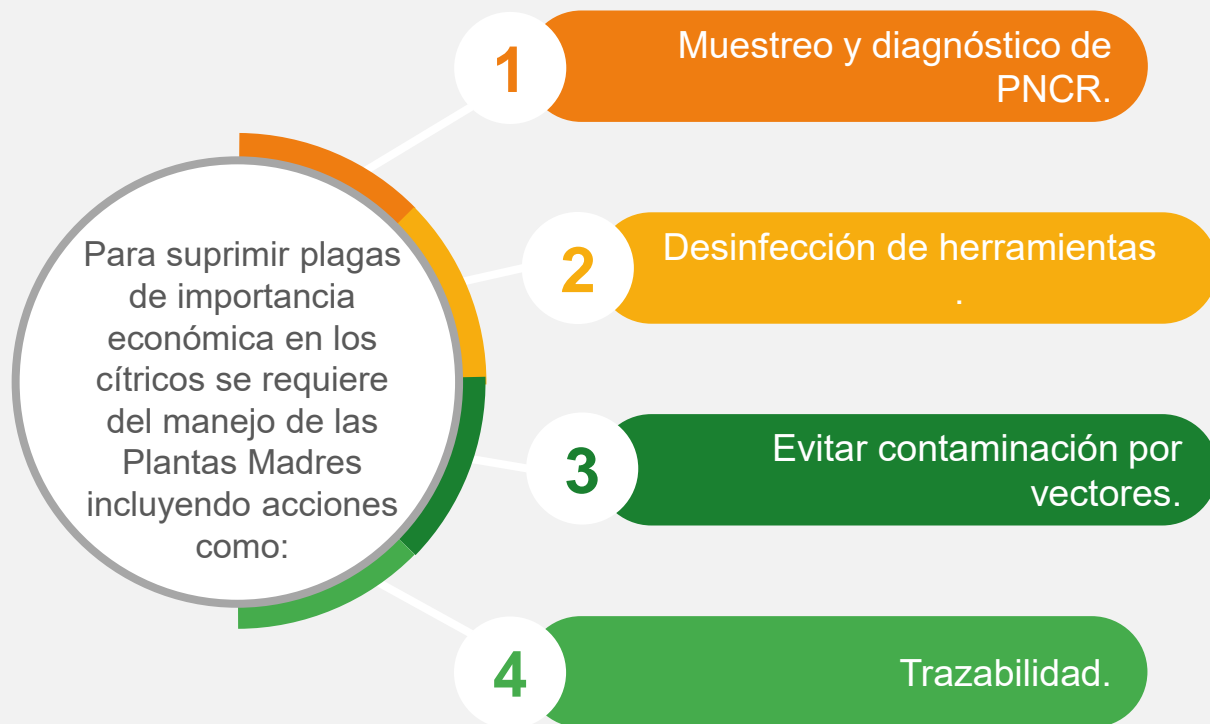 Para suprimir plagas
de importancia
económica en los
cítricos se requiere
del manejo de las
Plantas Madres
incluyendo acciones
como:
1
Muestreo y diagnóstico de
PNCR.
2
Desinfección de herramientas
.
3
Evitar contaminación por
vectores.
4
Trazabilidad.